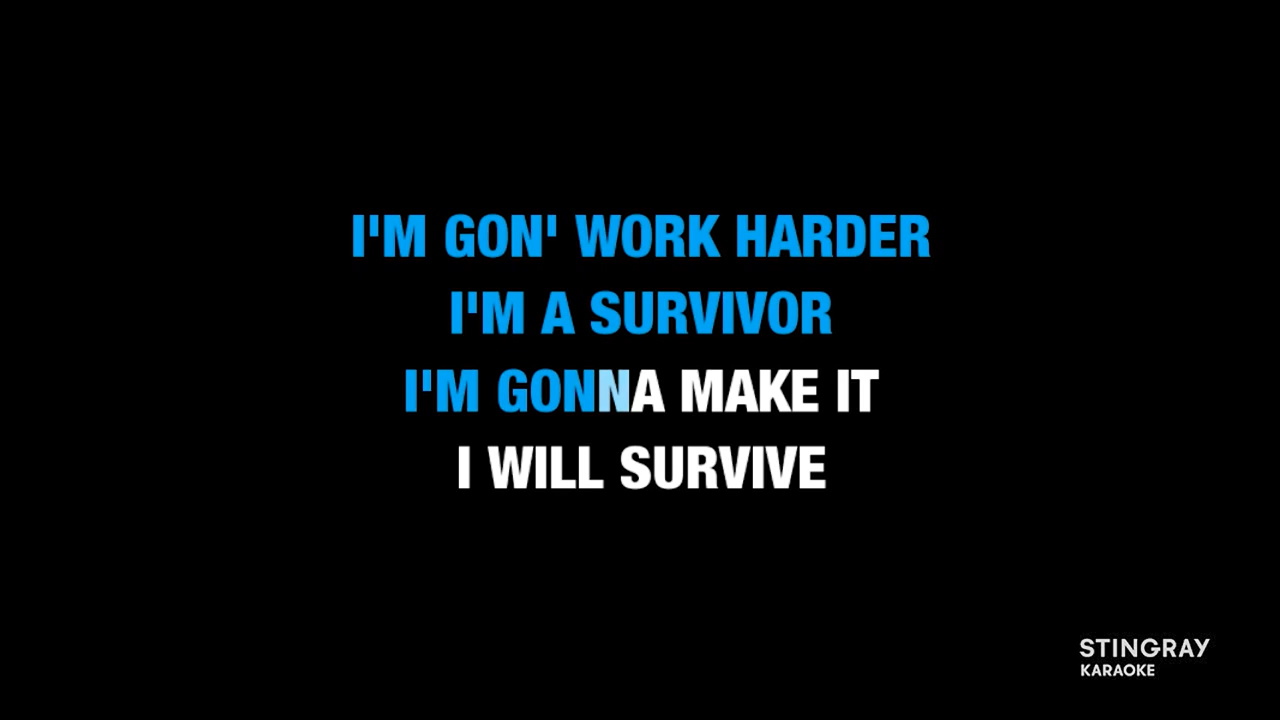 I'M GON' WORK HARDER
I'M A SURVIVOR
I'M GONNA MAKE IT
I WILL SURVIVE
STINGRAY
KARAOKE